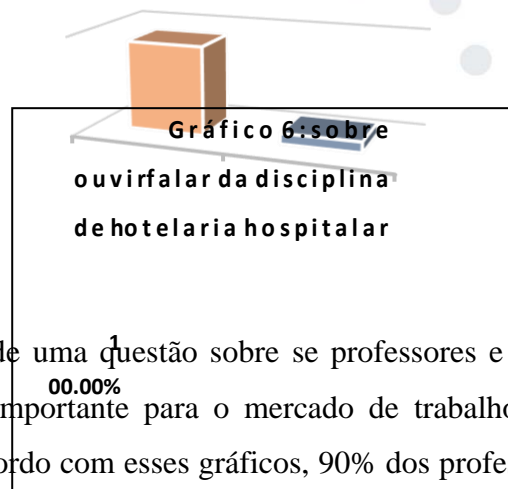 Gráfico 6: sobre
ouvir falar da disciplina
de hotelaria hospitalar
de uma questão sobre se professores e
1
00.00%
mportante para o mercado de trabalho
ordo com esses gráficos, 90% dos profe